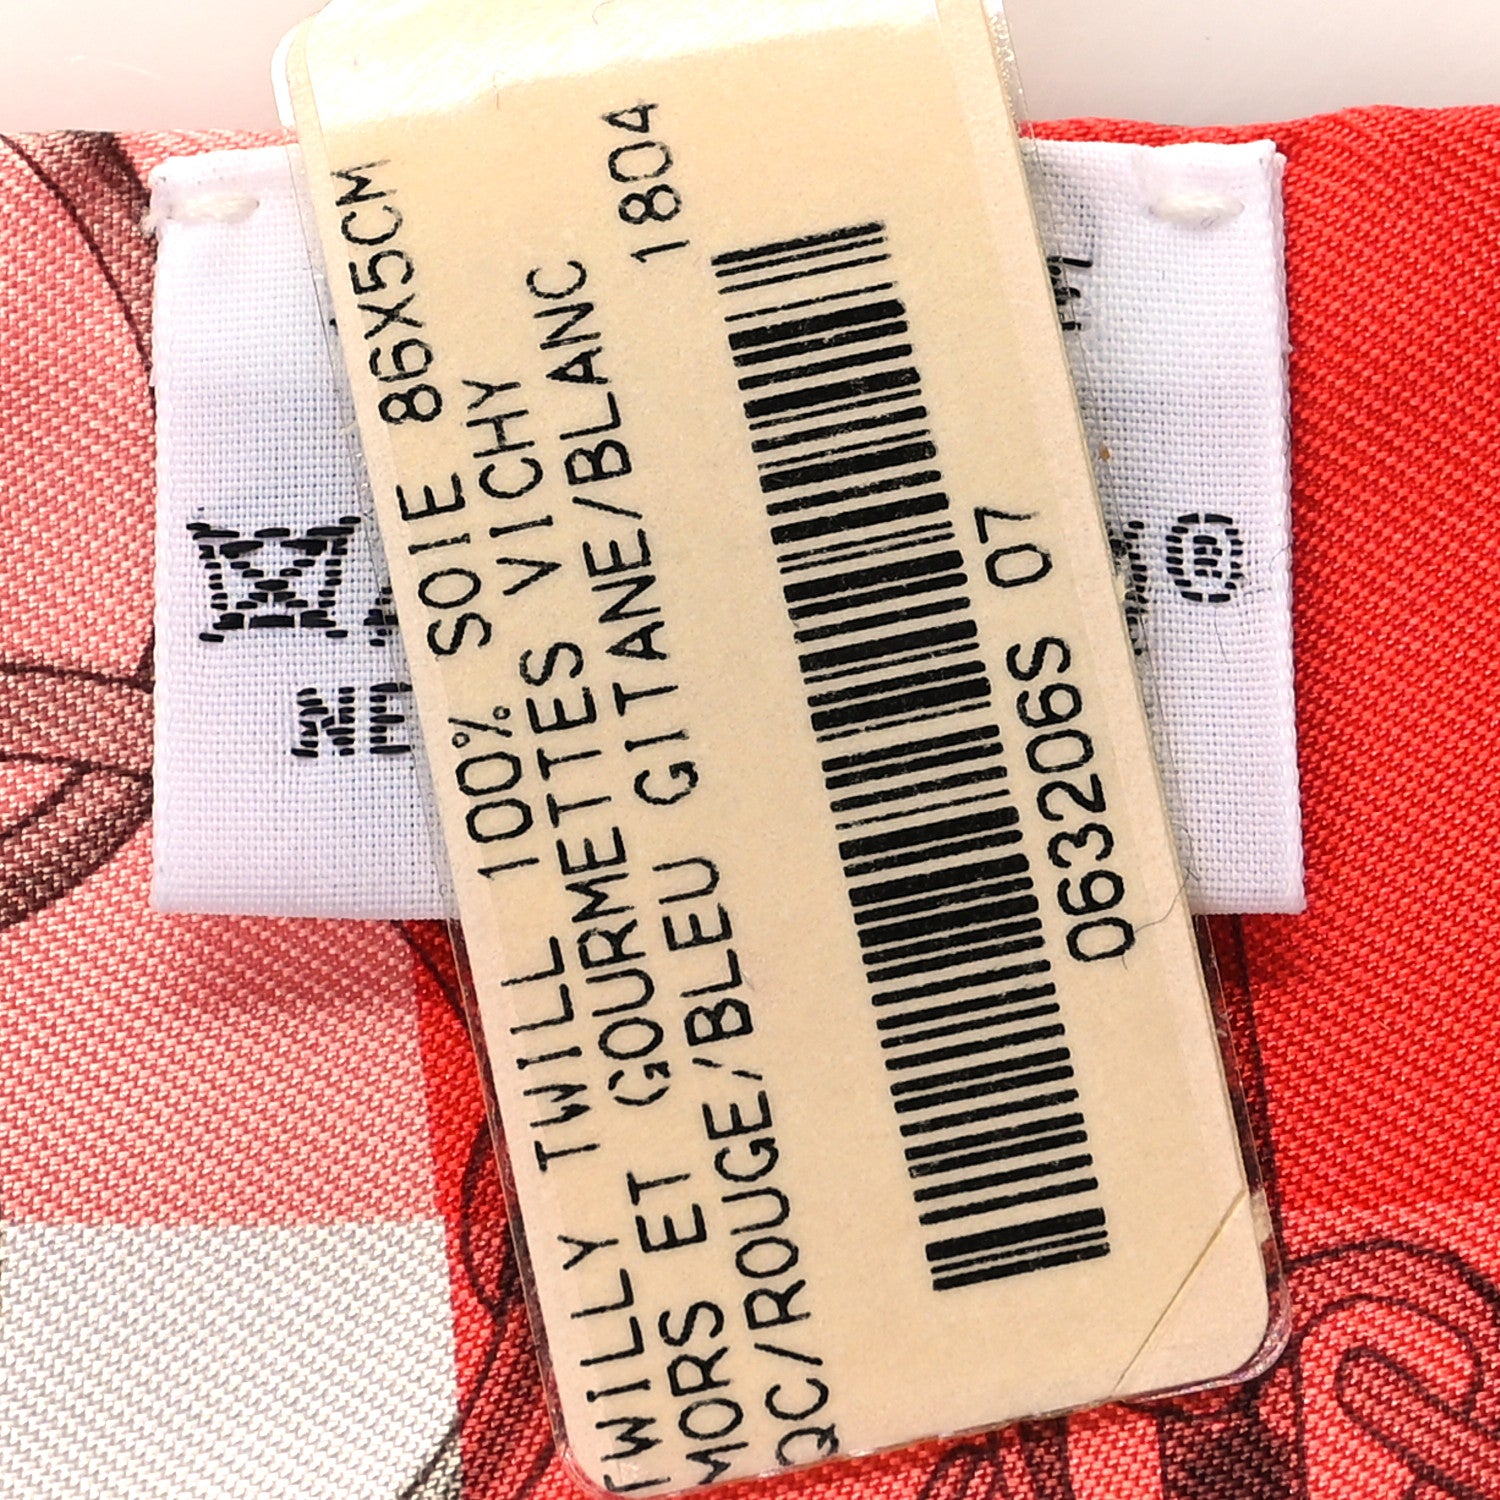 TWILLY TWILL 100% SOIE 86X5CM
MORS ET GOURMETTES VICHY
QC/ROUGE/BLEU GITANE/BLANC
1804
063206S 07
®